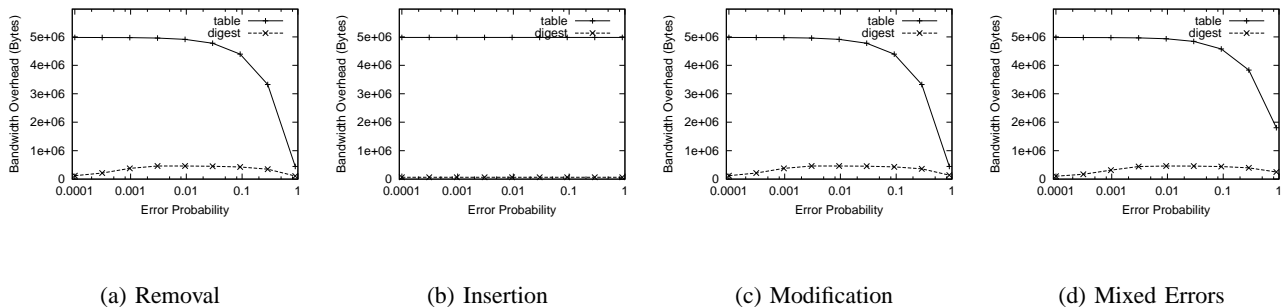 Bandwidth Overhead (Bytes)
5e+06
4e+06
3e+06
2e+06
1e+06
0
0.0001
0.001
0.01
0.1
1
Error Probability
table
digest
(a) Removal
Bandwidth Overhead (Bytes)
5e+06
4e+06
3e+06
2e+06
1e+06
0
0.0001
0.001
0.01
0.1
1
Error Probability
table
digest
(b) Insertion
Bandwidth Overhead (Bytes)
5e+06
4e+06
3e+06
2e+06
1e+06
0
0.0001
0.001
0.01
0.1
1
Error Probability
table
digest
(c) Modification
Bandwidth Overhead (Bytes)
5e+06
4e+06
3e+06
2e+06
1e+06
0
0.0001
0.001
0.01
0.1
1
Error Probability
table
digest
(d) Mixed Errors